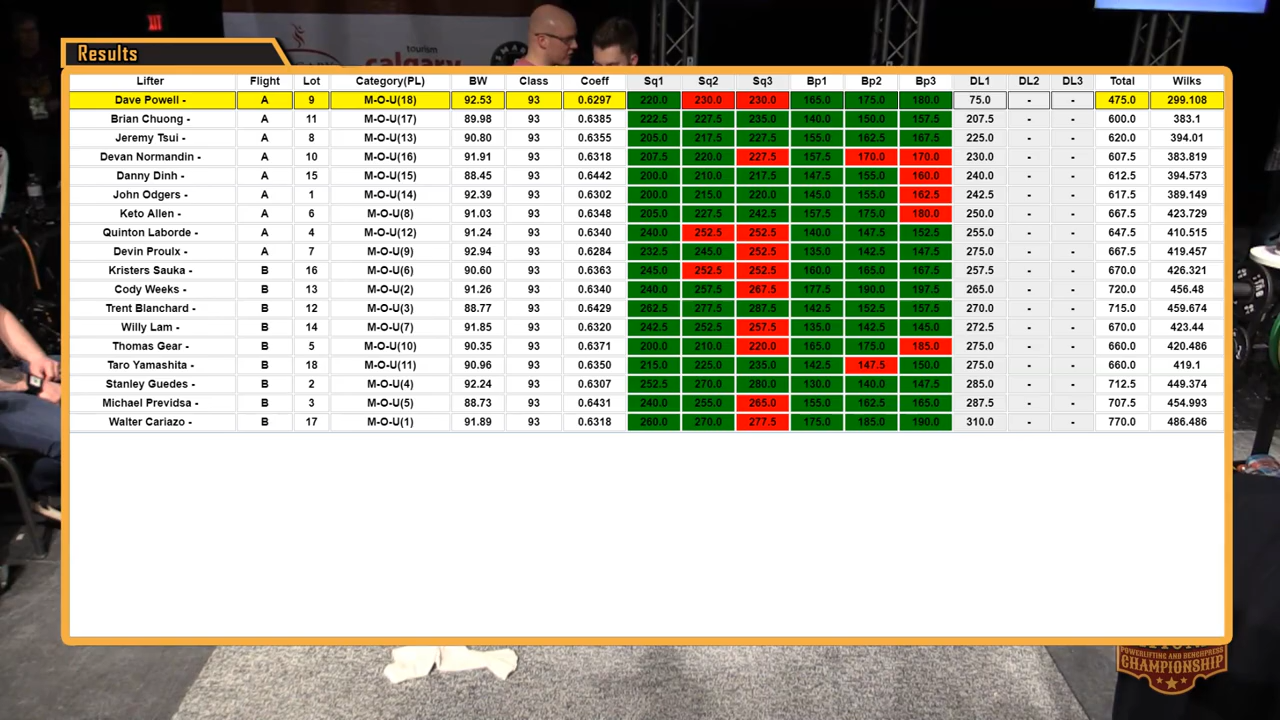 tourism
calgary
Results
Lifter Flight Lot Category(PL) BW Class Coeff Sq1 Sq2 Sq3 Bp1 Bp2 Bp3 DL1 DL2 DL3 Total Wilks
Dave Powell - A 9 M-O-U(18) 92.53 93 0.6297 220.0 230.0 230.0 165.0 175.0 180.0 75.0 - - 475.0 299.108
Brian Chuong - A 11 M-O-U(17) 89.98 93 0.6385 222.5 227.5 235.0 140.0 150.0 157.5 207.5 - - 600.0 383.1
Jeremy Tsui - A 8 M-O-U(13) 90.80 93 0.6355 205.0 217.5 227.5 155.0 162.5 167.5 225.0 - - 620.0 394.01
Devan Normandin - A 10 M-O-U(16) 91.91 93 0.6318 207.5 220.0 227.5 157.5 170.0 170.0 230.0 - - 607.5 383.819
Danny Dinh - A 15 M-O-U(15) 88.45 93 0.6442 200.0 210.0 217.5 147.5 155.0 160.0 240.0 - - 612.5 394.573
John Odgers - A 1 M-O-U(14) 92.39 93 0.6302 200.0 215.0 220.0 145.0 155.0 162.5 242.5 - - 617.5 389.149
Keto Allen - A 6 M-O-U(8) 91.03 93 0.6348 205.0 227.5 242.5 157.5 175.0 180.0 250.0 - - 667.5 423.729
Quinton Laborde - A 4 M-O-U(12) 91.24 93 0.6340 240.0 252.5 252.5 140.0 147.5 152.5 255.0 - - 647.5 410.515
Devin Proulx - A 7 M-O-U(9) 92.94 93 0.6284 232.5 245.0 252.5 135.0 142.5 147.5 275.0 - - 667.5 419.457
Kristers Sauka - B 16 M-O-U(6) 90.60 93 0.6363 245.0 252.5 252.5 160.0 165.0 167.5 257.5 - - 670.0 426.321
Cody Weeks - B 13 M-O-U(2) 91.26 93 0.6340 240.0 257.5 267.5 177.5 190.0 197.5 265.0 - - 720.0 456.48
Trent Blanchard - B 12 M-O-U(3) 88.77 93 0.6429 262.5 277.5 287.5 142.5 152.5 157.5 270.0 - - 715.0 459.674
Willy Lam - B 14 M-O-U(7) 91.85 93 0.6320 242.5 252.5 257.5 135.0 142.5 145.0 272.5 - - 670.0 423.44
Thomas Gear - B 5 M-O-U(10) 90.35 93 0.6371 200.0 210.0 220.0 165.0 175.0 185.0 275.0 - - 660.0 420.486
Taro Yamashita - B 18 M-O-U(11) 90.96 93 0.6350 215.0 225.0 235.0 142.5 147.5 150.0 275.0 - - 660.0 419.1
Stanley Guedes - B 2 M-O-U(4) 92.24 93 0.6307 252.5 270.0 280.0 130.0 140.0 147.5 285.0 - - 712.5 449.374
Michael Previdsa - B 3 M-O-U(5) 88.73 93 0.6431 240.0 255.0 265.0 155.0 162.5 165.0 287.5 - - 707.5 454.993
Walter Cariazo - B 17 M-O-U(1) 91.89 93 0.6318 260.0 270.0 277.5 175.0 185.0 190.0 310.0 - - 770.0 486.486
POWERLIFTING AND BENCHPRESS
CHAMPIONSHIP